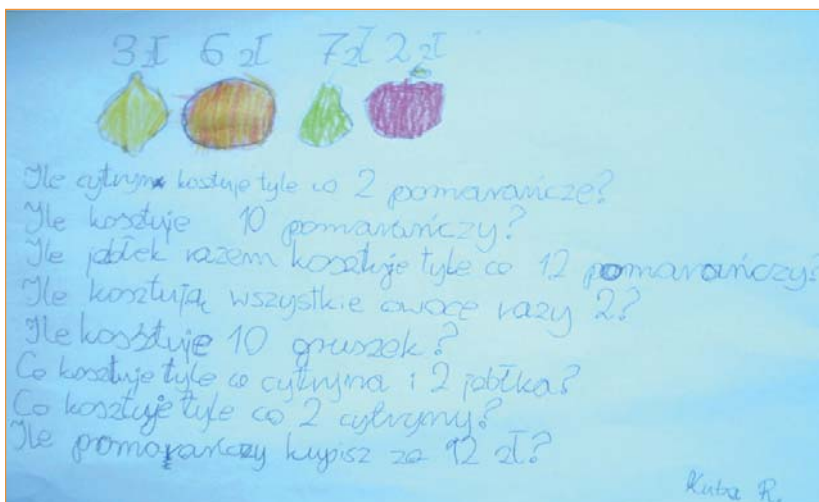 3 zł 6 zł 7 zł 2 zł
Ile cytryn kosztuje tyle co 2 pomarańcze?
Ile kosztuje 10 pomarańczy?
Ile jabłek razem kosztuje tyle co 12 pomarańczy?
Ile kosztują wszystkie owoce razy 2?
Ile kosztuje 10 gruszek?
Co kosztuje tyle co cytryna i 2 jabłka?
Co kosztuje tyle co 2 cytryny?
Ile pomarańczy kupisz za 12 zł?
Kuba R.